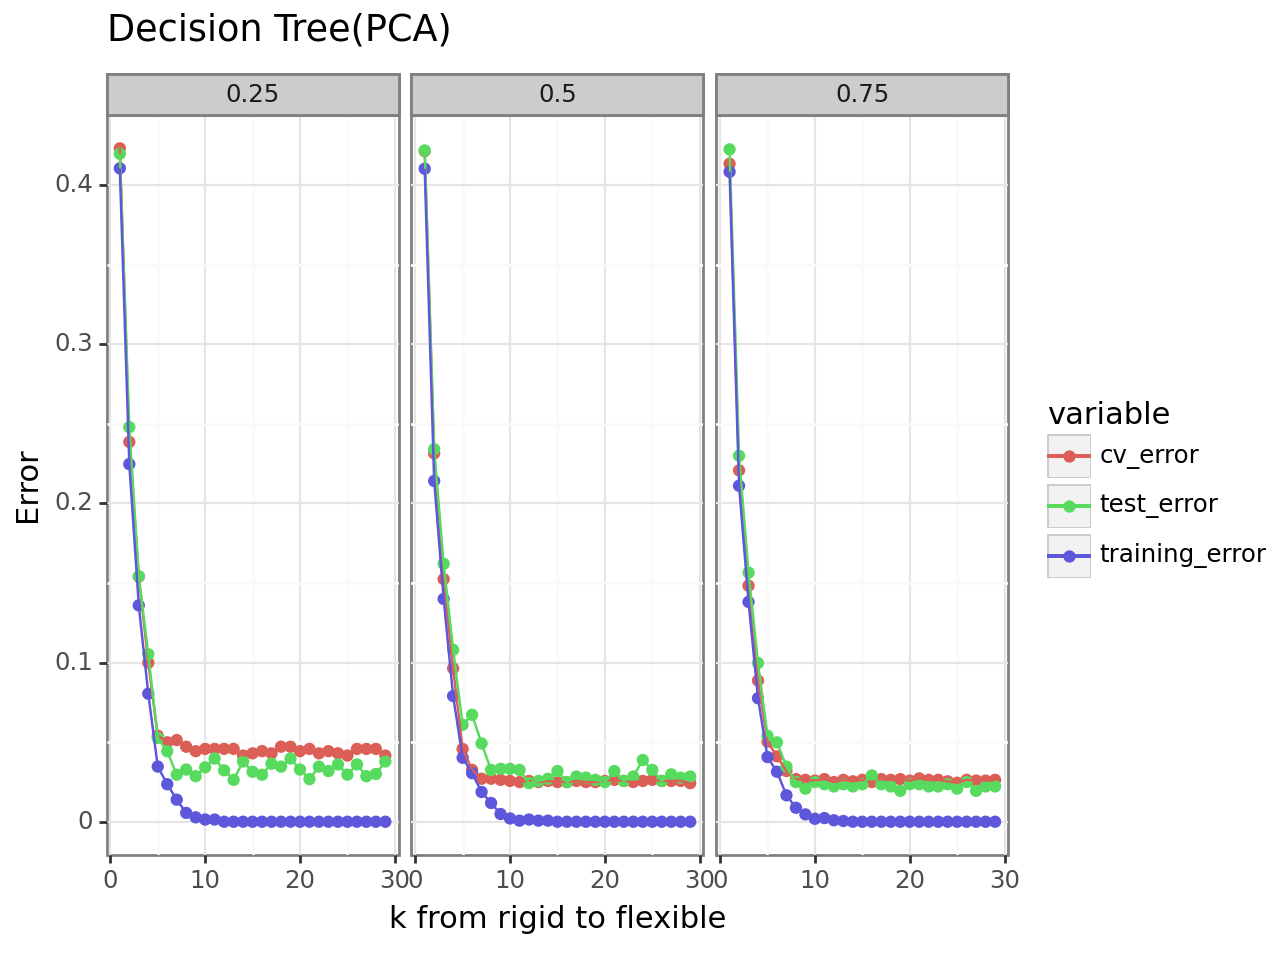 Decision Tree(PCA)
0.25 0.5 0.75
0.4
0.3
0.2
0.1
0
Error
0 10 20 30 0 10 20 30 0 10 20 30
k from rigid to flexible
variable
cv_error
test_error
training_error